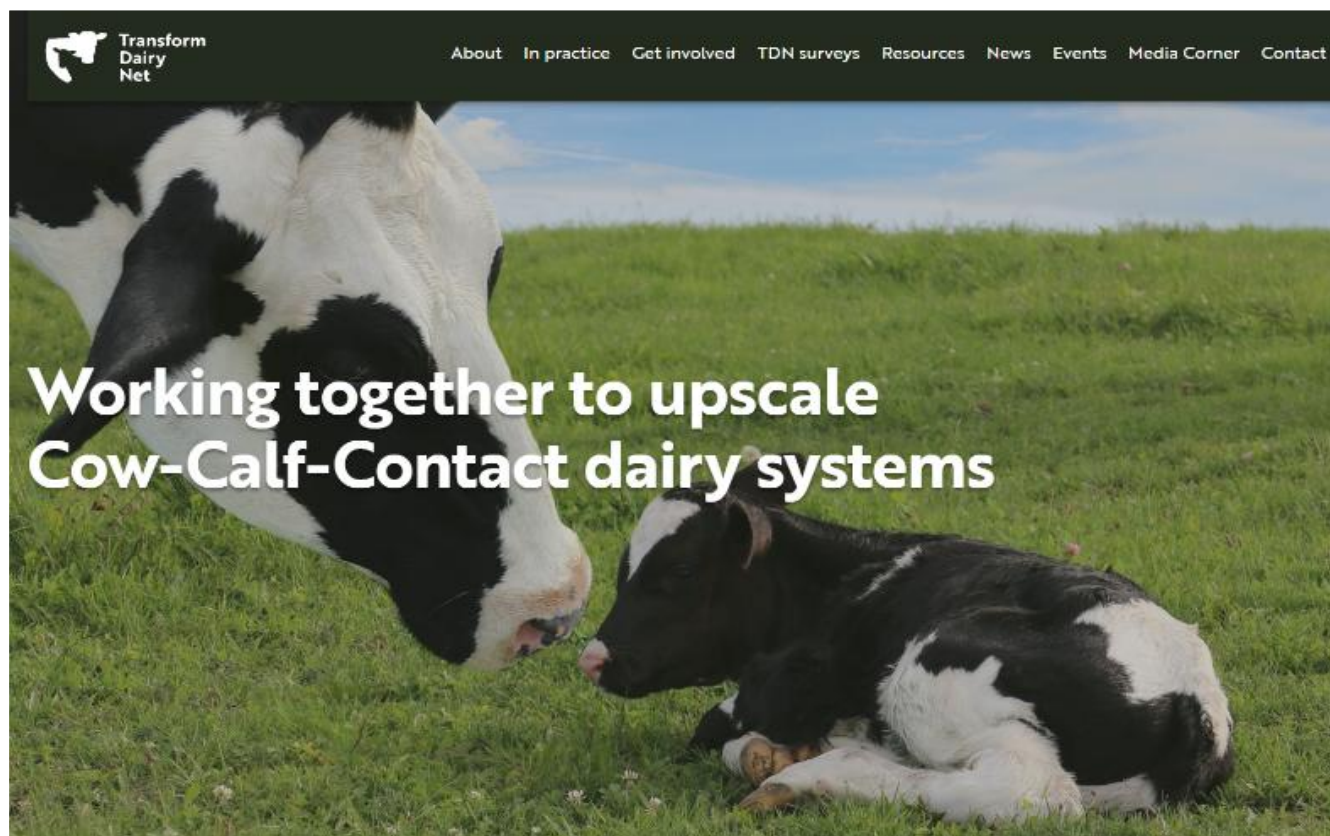 Transform
Dairy
Net
About In practice Get involved TDN surveys Resources News Events Media Corner Contact
Working together to upscale
Cow-Calf-Contact dairy systems